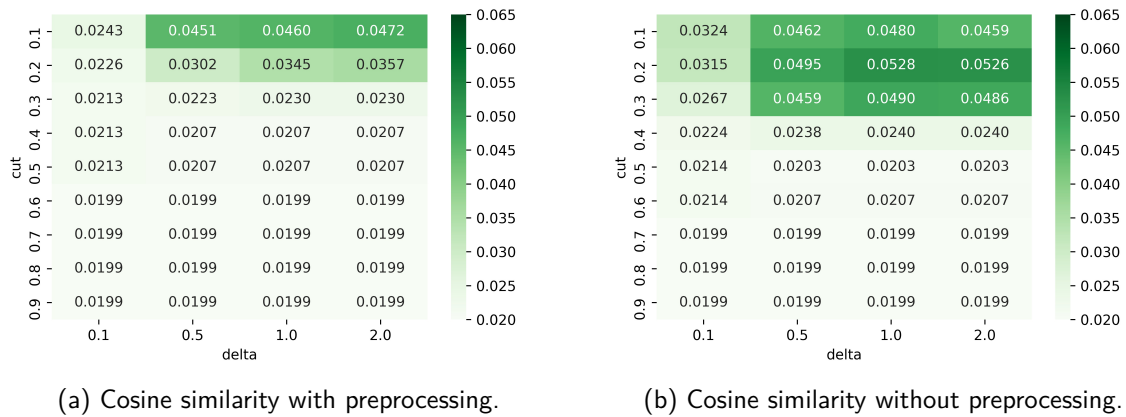 0.1 0.0243 0.0451 0.0460 0.0472
0.2 0.0226 0.0302 0.0345 0.0357
0.3 0.0213 0.0223 0.0230 0.0230
0.4 0.0213 0.0207 0.0207 0.0207
0.5 0.0213 0.0207 0.0207 0.0207
0.6 0.0199 0.0199 0.0199 0.0199
0.7 0.0199 0.0199 0.0199 0.0199
0.8 0.0199 0.0199 0.0199 0.0199
0.9 0.0199 0.0199 0.0199 0.0199
cut
0.1 0.5 1.0 2.0
delta
0.065
0.060
0.055
0.050
0.045
0.040
0.035
0.030
0.025
0.020
(a) Cosine similarity with preprocessing.
0.1 0.0324 0.0462 0.0480 0.0459
0.2 0.0315 0.0495 0.0528 0.0526
0.3 0.0267 0.0459 0.0490 0.0486
0.4 0.0224 0.0238 0.0240 0.0240
0.5 0.0214 0.0203 0.0203 0.0203
0.6 0.0214 0.0207 0.0207 0.0207
0.7 0.0199 0.0199 0.0199 0.0199
0.8 0.0199 0.0199 0.0199 0.0199
0.9 0.0199 0.0199 0.0199 0.0199
cut
0.1 0.5 1.0 2.0
delta
0.065
0.060
0.055
0.050
0.045
0.040
0.035
0.030
0.025
0.020
(b) Cosine similarity without preprocessing.